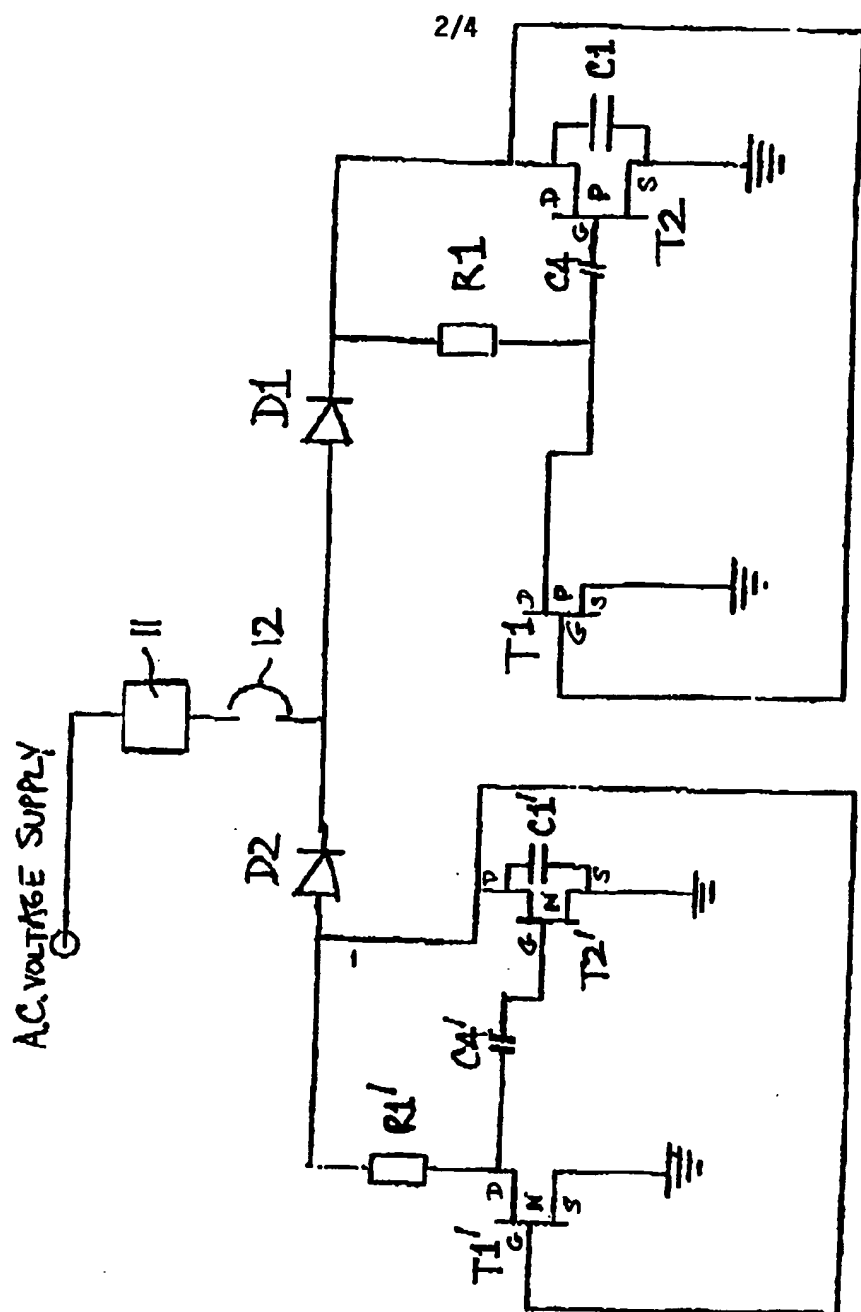 2/4
A.C. VOLTAGE SUPPLY
11
12
D2
D1
R1
C1
D
P
G
S
C4
T2
T1
D
P
G
S
-
R1'
C4'
C1'
D
N
G
S
T2'
T1'
D
N
G
S